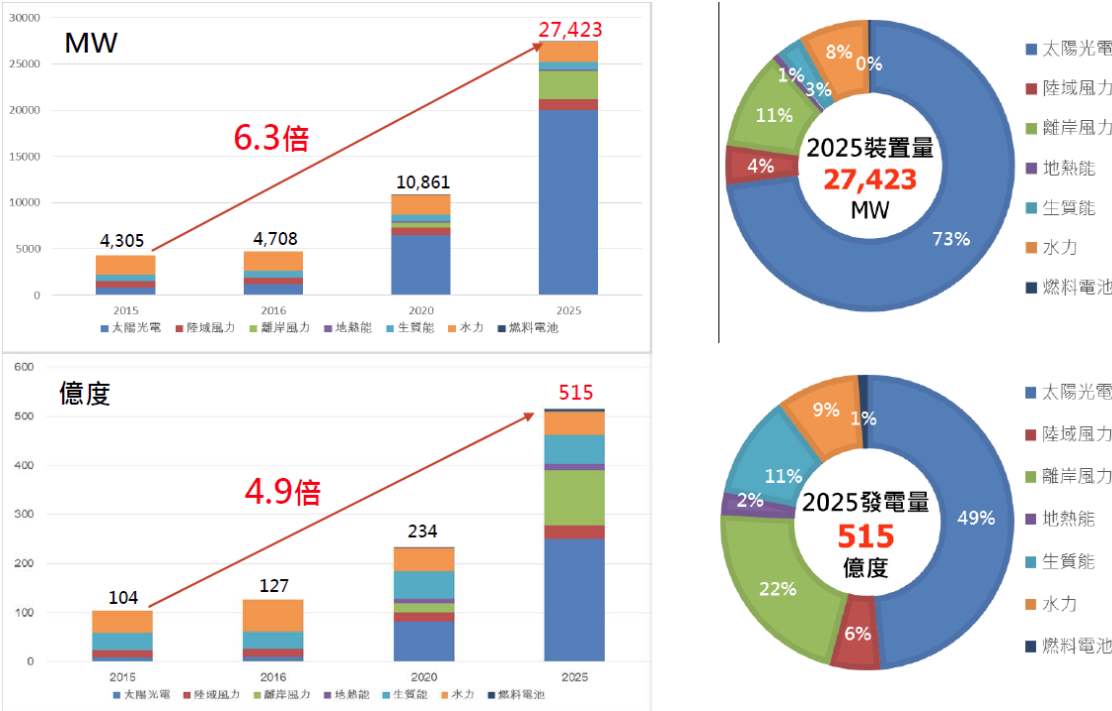 30000
25000
20000
15000
10000
5000
0
MW
6.3倍
4,305
4,708
10,861
27,423
2015
2016
2020
2025
太陽光電 陸域風力 離岸風力 地熱能 生質能 水力 燃料電池
8%
0%
1%
3%
11%
4%
73%
2025裝置量
27,423
MW
太陽光電
陸域風力
離岸風力
地熱能
生質能
水力
燃料電池
600
500
400
300
200
100
0
億度
4.9倍
104
127
234
515
2015
2016
2020
2025
太陽光電 陸域風力 離岸風力 地熱能 生質能 水力 燃料電池
9%
1%
11%
2%
22%
6%
49%
2025發電量
515
億度
太陽光電
陸域風力
離岸風力
地熱能
生質能
水力
燃料電池